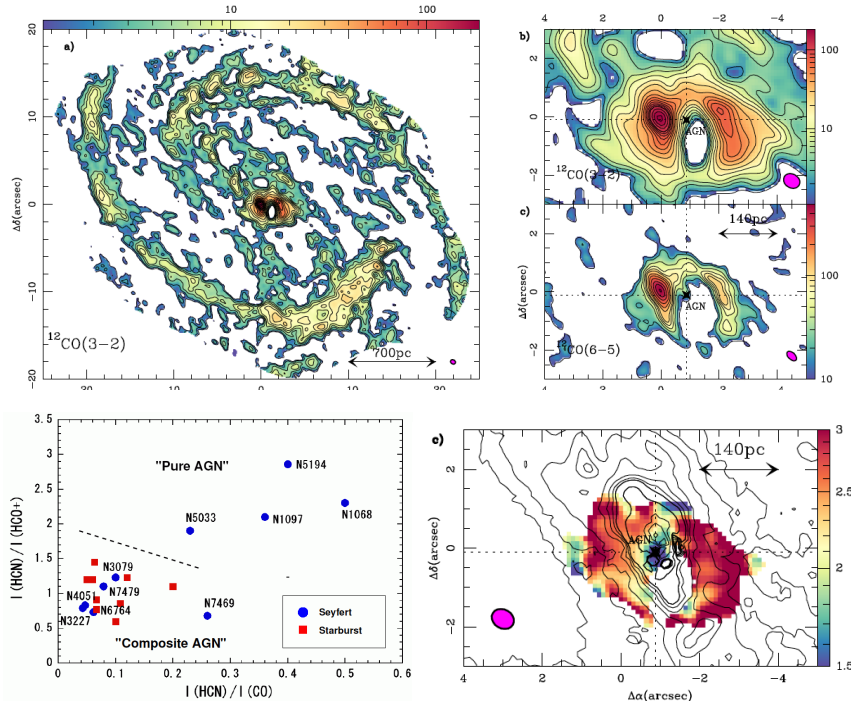 1 10 100
a)
Δδ(arcsec)
20
10
0
-10
-20
¹²CO(3-2)
700pc
20 0
4 2 0 -2 -4
b)
2
0
-2
AGN
¹²CO(3-2)
100
10
Δδ(arcsec)
c)
140pc
2
0
-2
AGN
¹²CO(6-5)
100
10
4 2 0 -2 -4
I (HCN)/I (HCO+)
3.5
3
2.5
2
1.5
1
0.5
0
"Pure AGN"
N5194
N1068
N1097
N5033
N3079
N4051
N7479
N6764
N3227
N7469
"Composite AGN"
Seyfert
Starburst
0 0.1 0.2 0.3 0.4 0.5 0.6
I (HCN)/I (CO)
c)
140pc
AGN
Δδ(arcsec)
2
0
-2
4 2 0 -2 -4
Δα(arcsec)
3
2.5
2
1.5